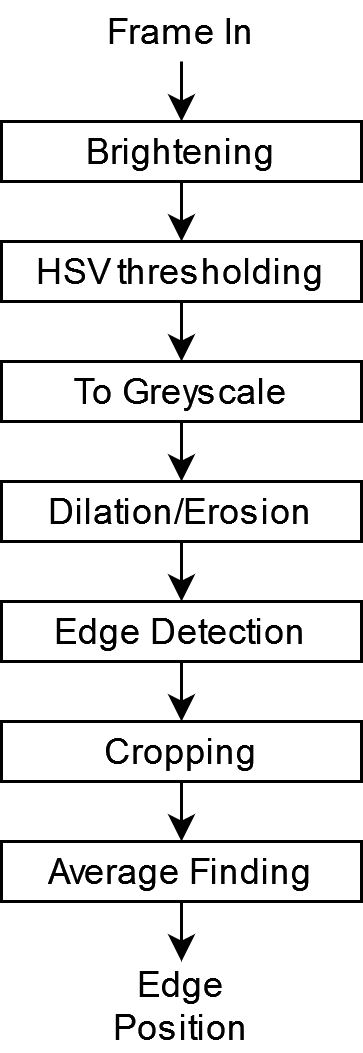 Frame In
Brightening
HSV thresholding
To Greyscale
Dilation/Erosion
Edge Detection
Cropping
Average Finding
Edge
Position